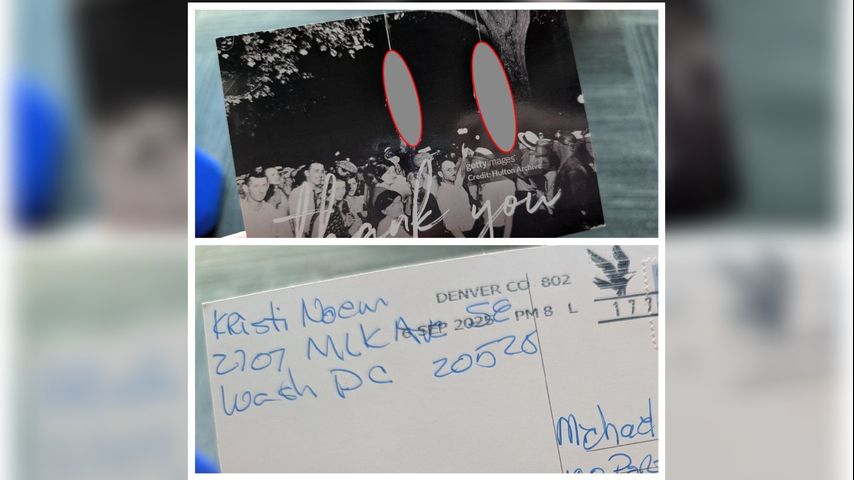 gettyimages
Credit: Hulton Archive
thank you
Kristi Noem
2707 MLK Ave SE
Wash DC 20528
DENVER CO 802
SEP 2025 PM 8 L
Michael